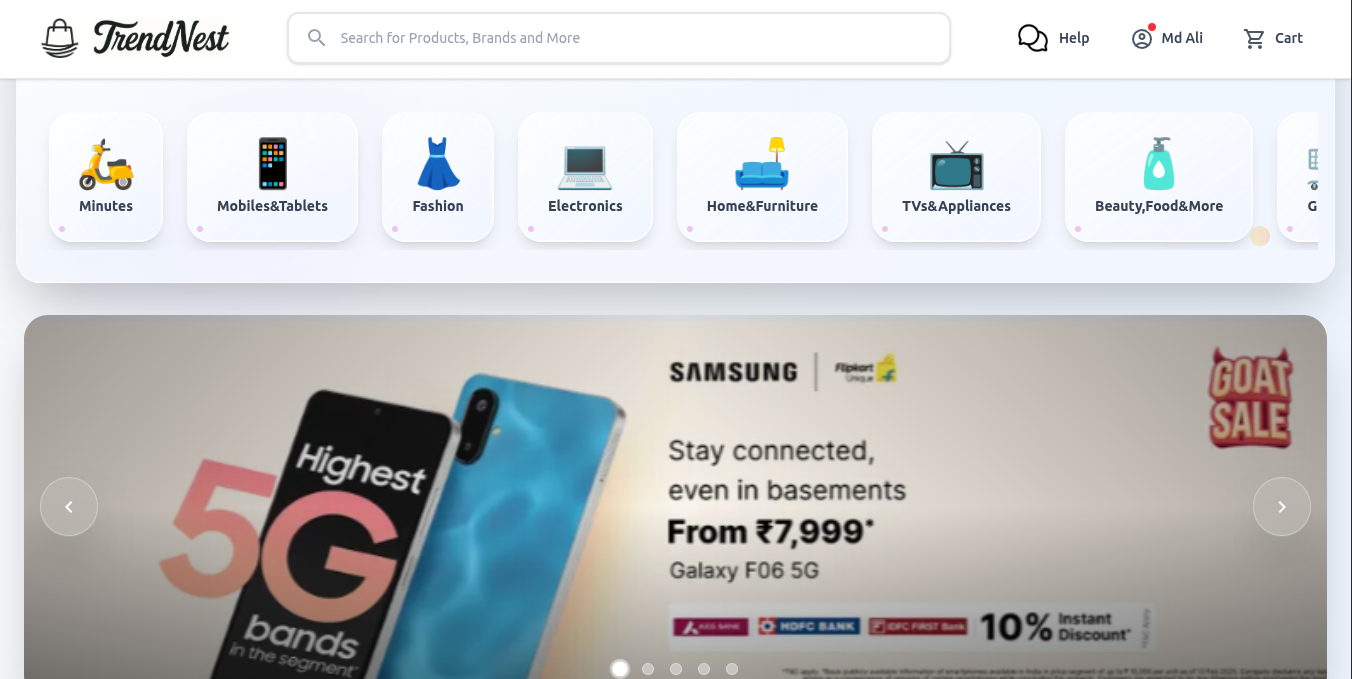 TrendNest
Search for Products, Brands and More
Help
Md Ali
Cart
Minutes
Mobiles&Tablets
Fashion
Electronics
Home&Furniture
TVs&Appliances
Beauty,Food&More
G
SAMSUNG
Flipkart
Unique
GOAT
SALE
Highest
5G
bands
in the segment*
Stay connected,
even in basements
From ₹7,999*
Galaxy F06 5G
AXIS BANK
HDFC BANK
IDFC FIRST Bank
10%
Instant
Discount*